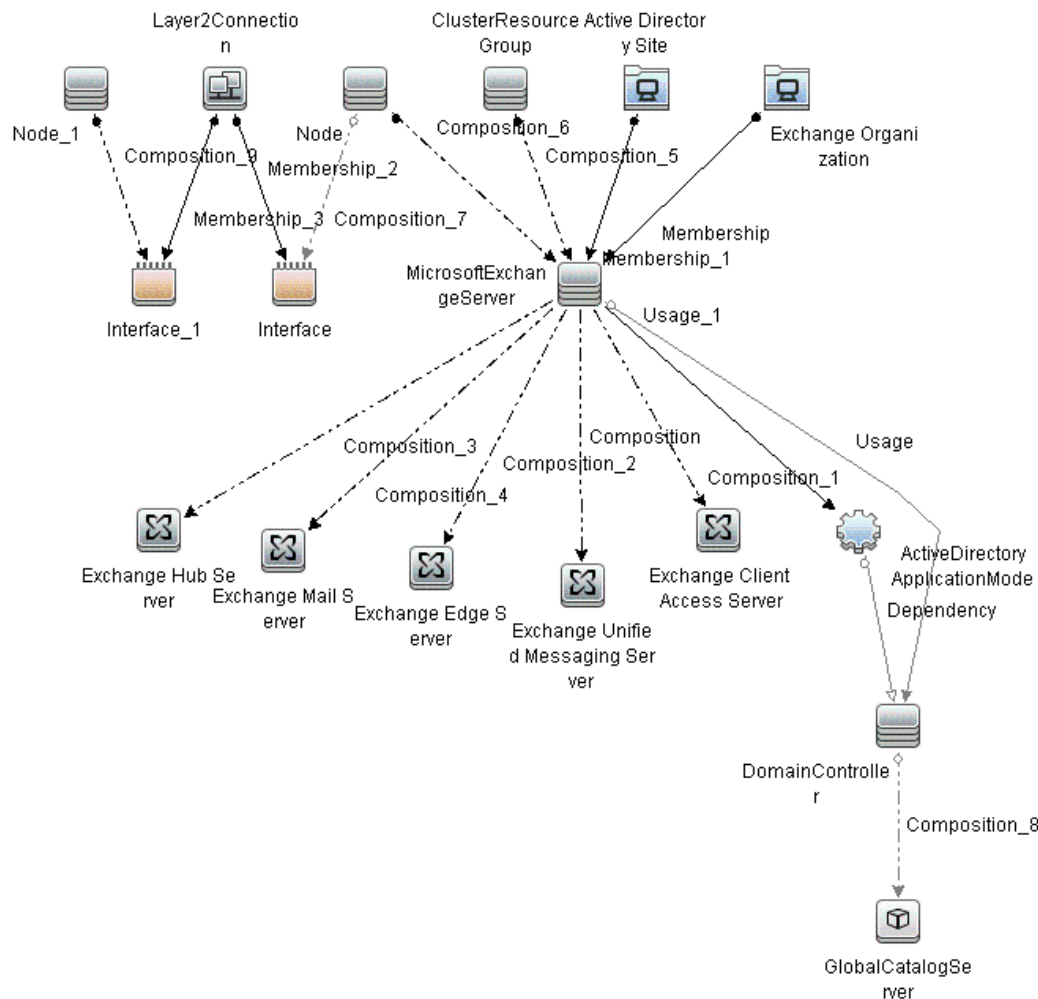 Layer2Connectio
n
ClusterResource
Group
Active Director
y Site
Node_1
Node
Composition_6
Exchange Organi
zation
Composition_9
Membership_2
Composition_5
Membership_3
Composition_7
Membership
Membership_1
MicrosoftExchan
geServer
Interface_1
Interface
Usage_1
Usage
Composition_3
Composition
Composition_2
Composition_1
Composition_4
Exchange Hub Se
rver
Exchange Mail S
erver
Exchange Edge S
erver
Exchange Unifie
d Messaging Ser
ver
Exchange Client
Access Server
ActiveDirectory
ApplicationMode
Dependency
DomainControlle
r
Composition_8
GlobalCatalogSe
rver